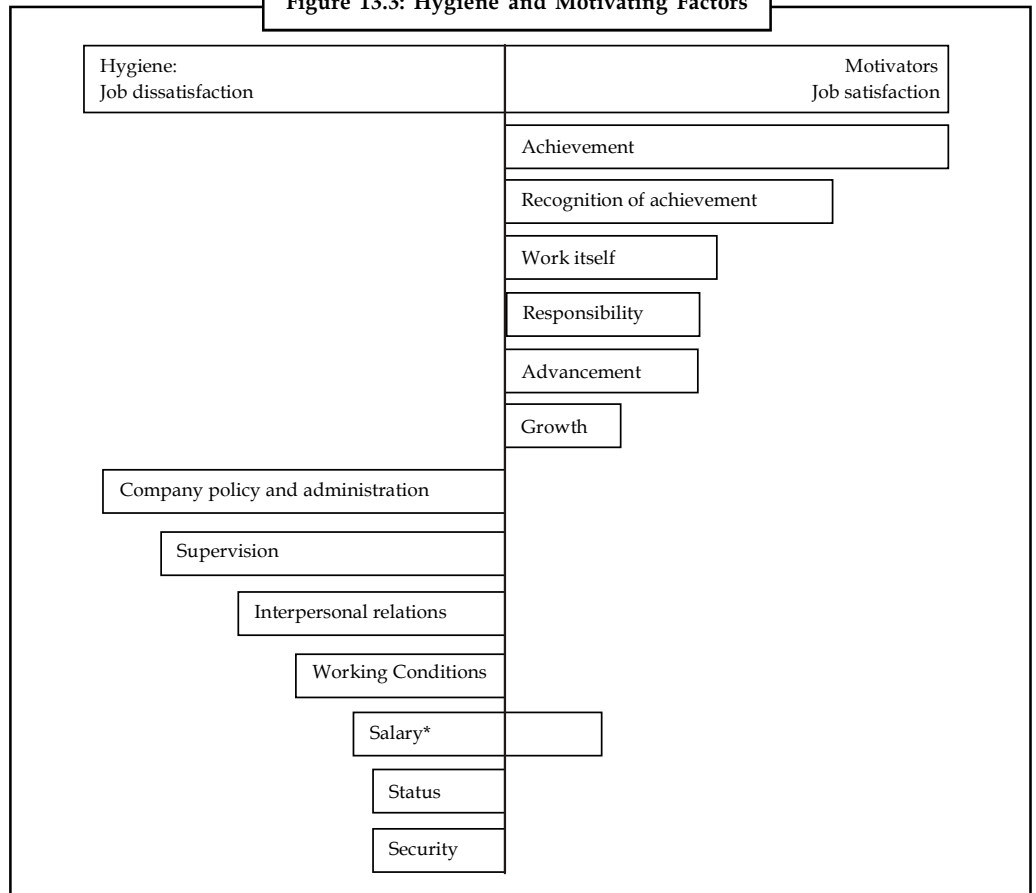 Figure 13.3: Hygiene and Motivating Factors
Hygiene:
Job dissatisfaction
Motivators
Job satisfaction
Achievement
Recognition of achievement
Work itself
Responsibility
Advancement
Growth
Company policy and administration
Supervision
Interpersonal relations
Working Conditions
Salary*
Status
Security